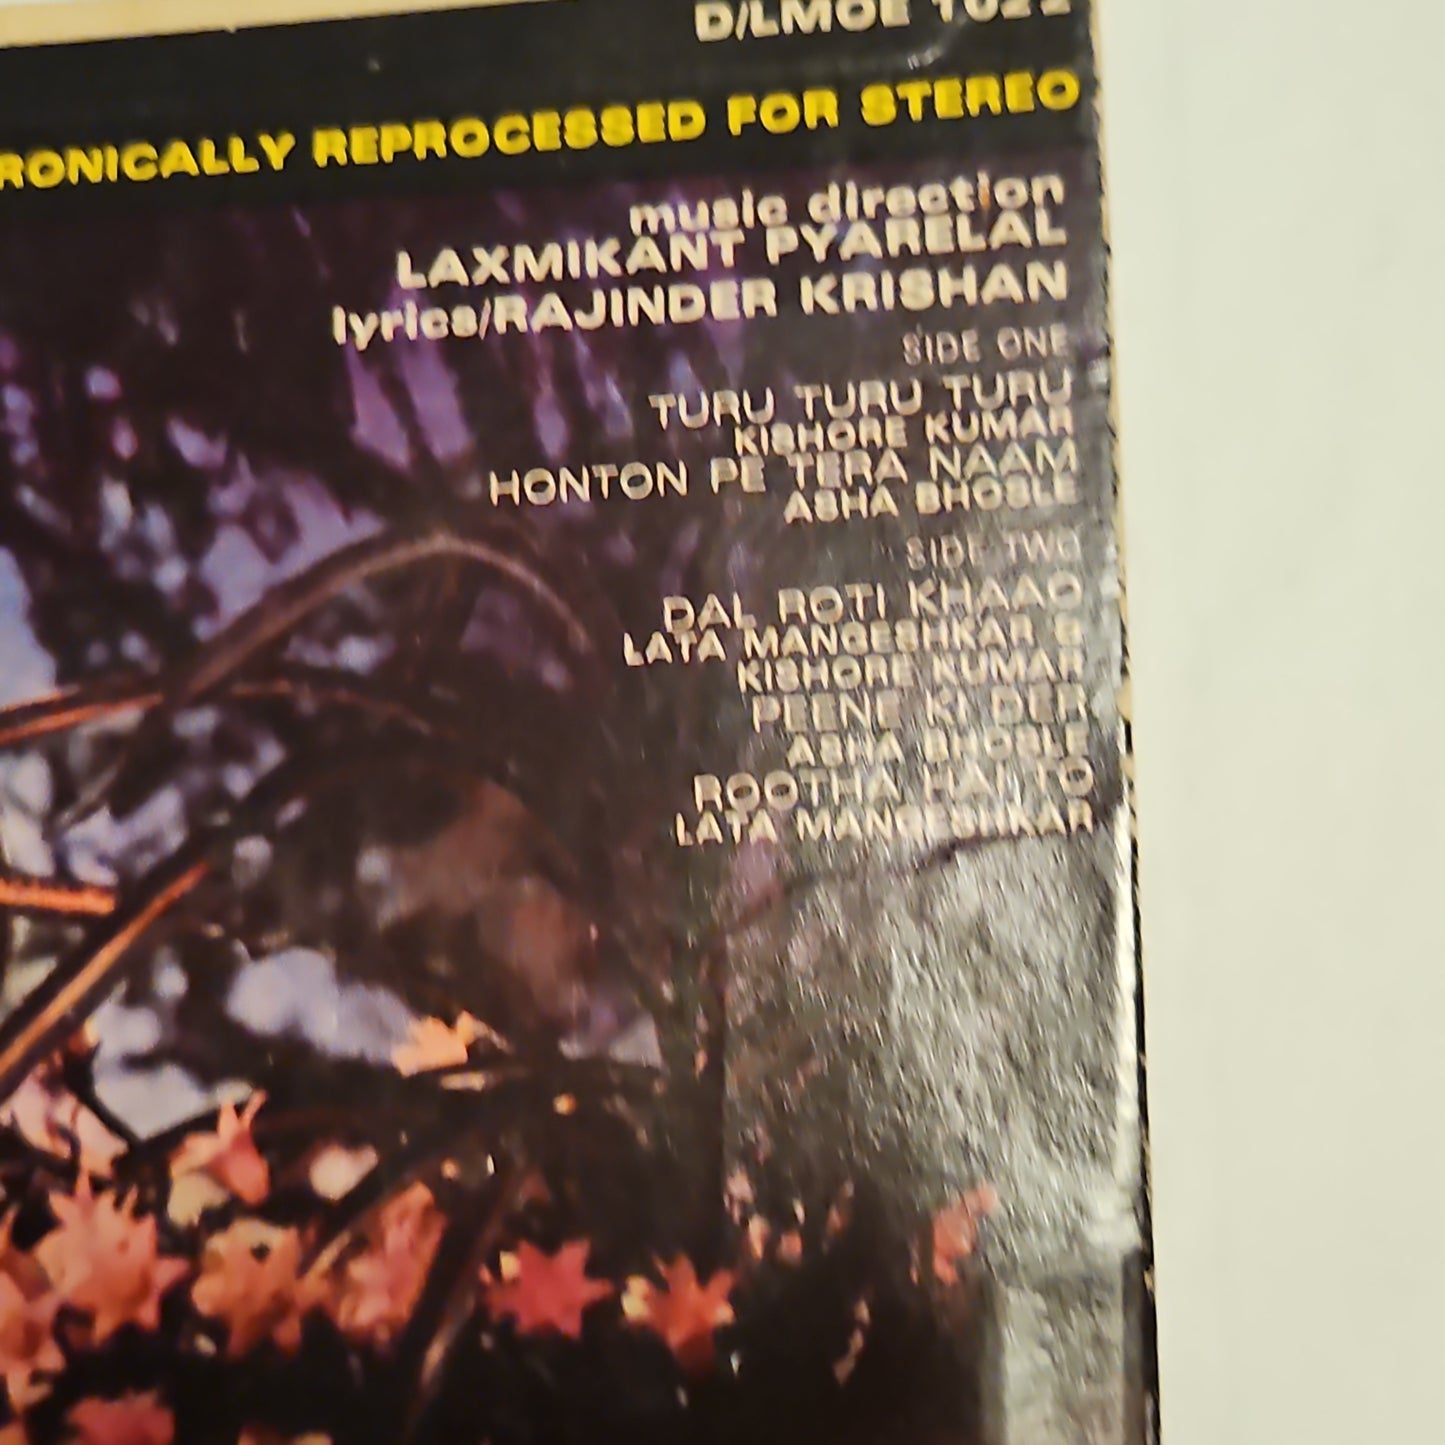 D/LMOE 1022
RONICALLY REPROCESSED FOR STEREO
music direction
LAXMIKANT PYARELAL
lyrics/RAJINDER KRISHAN
SIDE ONE
TURU TURU TURU
KISHORE KUMAR
HONTON PE TERA NAAM
ASHA BHOSLE
SIDE TWO
DAL ROTI KHAAO
LATA MANGESHKAR &
KISHORE KUMAR
PEENE KI DER
ASHA BHOSLE
ROOTHA HAI TO
LATA MANGESHKAR